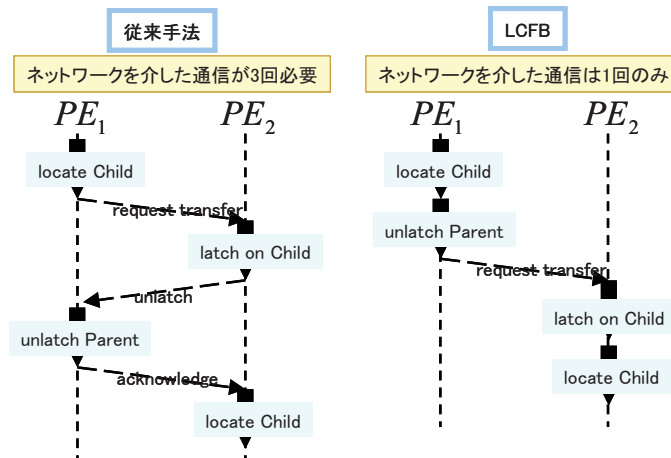 従来手法
ネットワークを介した通信が3回必要
PE1
PE2
locate Child
request transfer
latch on Child
unlatch
unlatch Parent
acknowledge
locate Child
LCFB
ネットワークを介した通信は1回のみ
PE1
PE2
locate Child
unlatch Parent
request transfer
latch on Child
locate Child